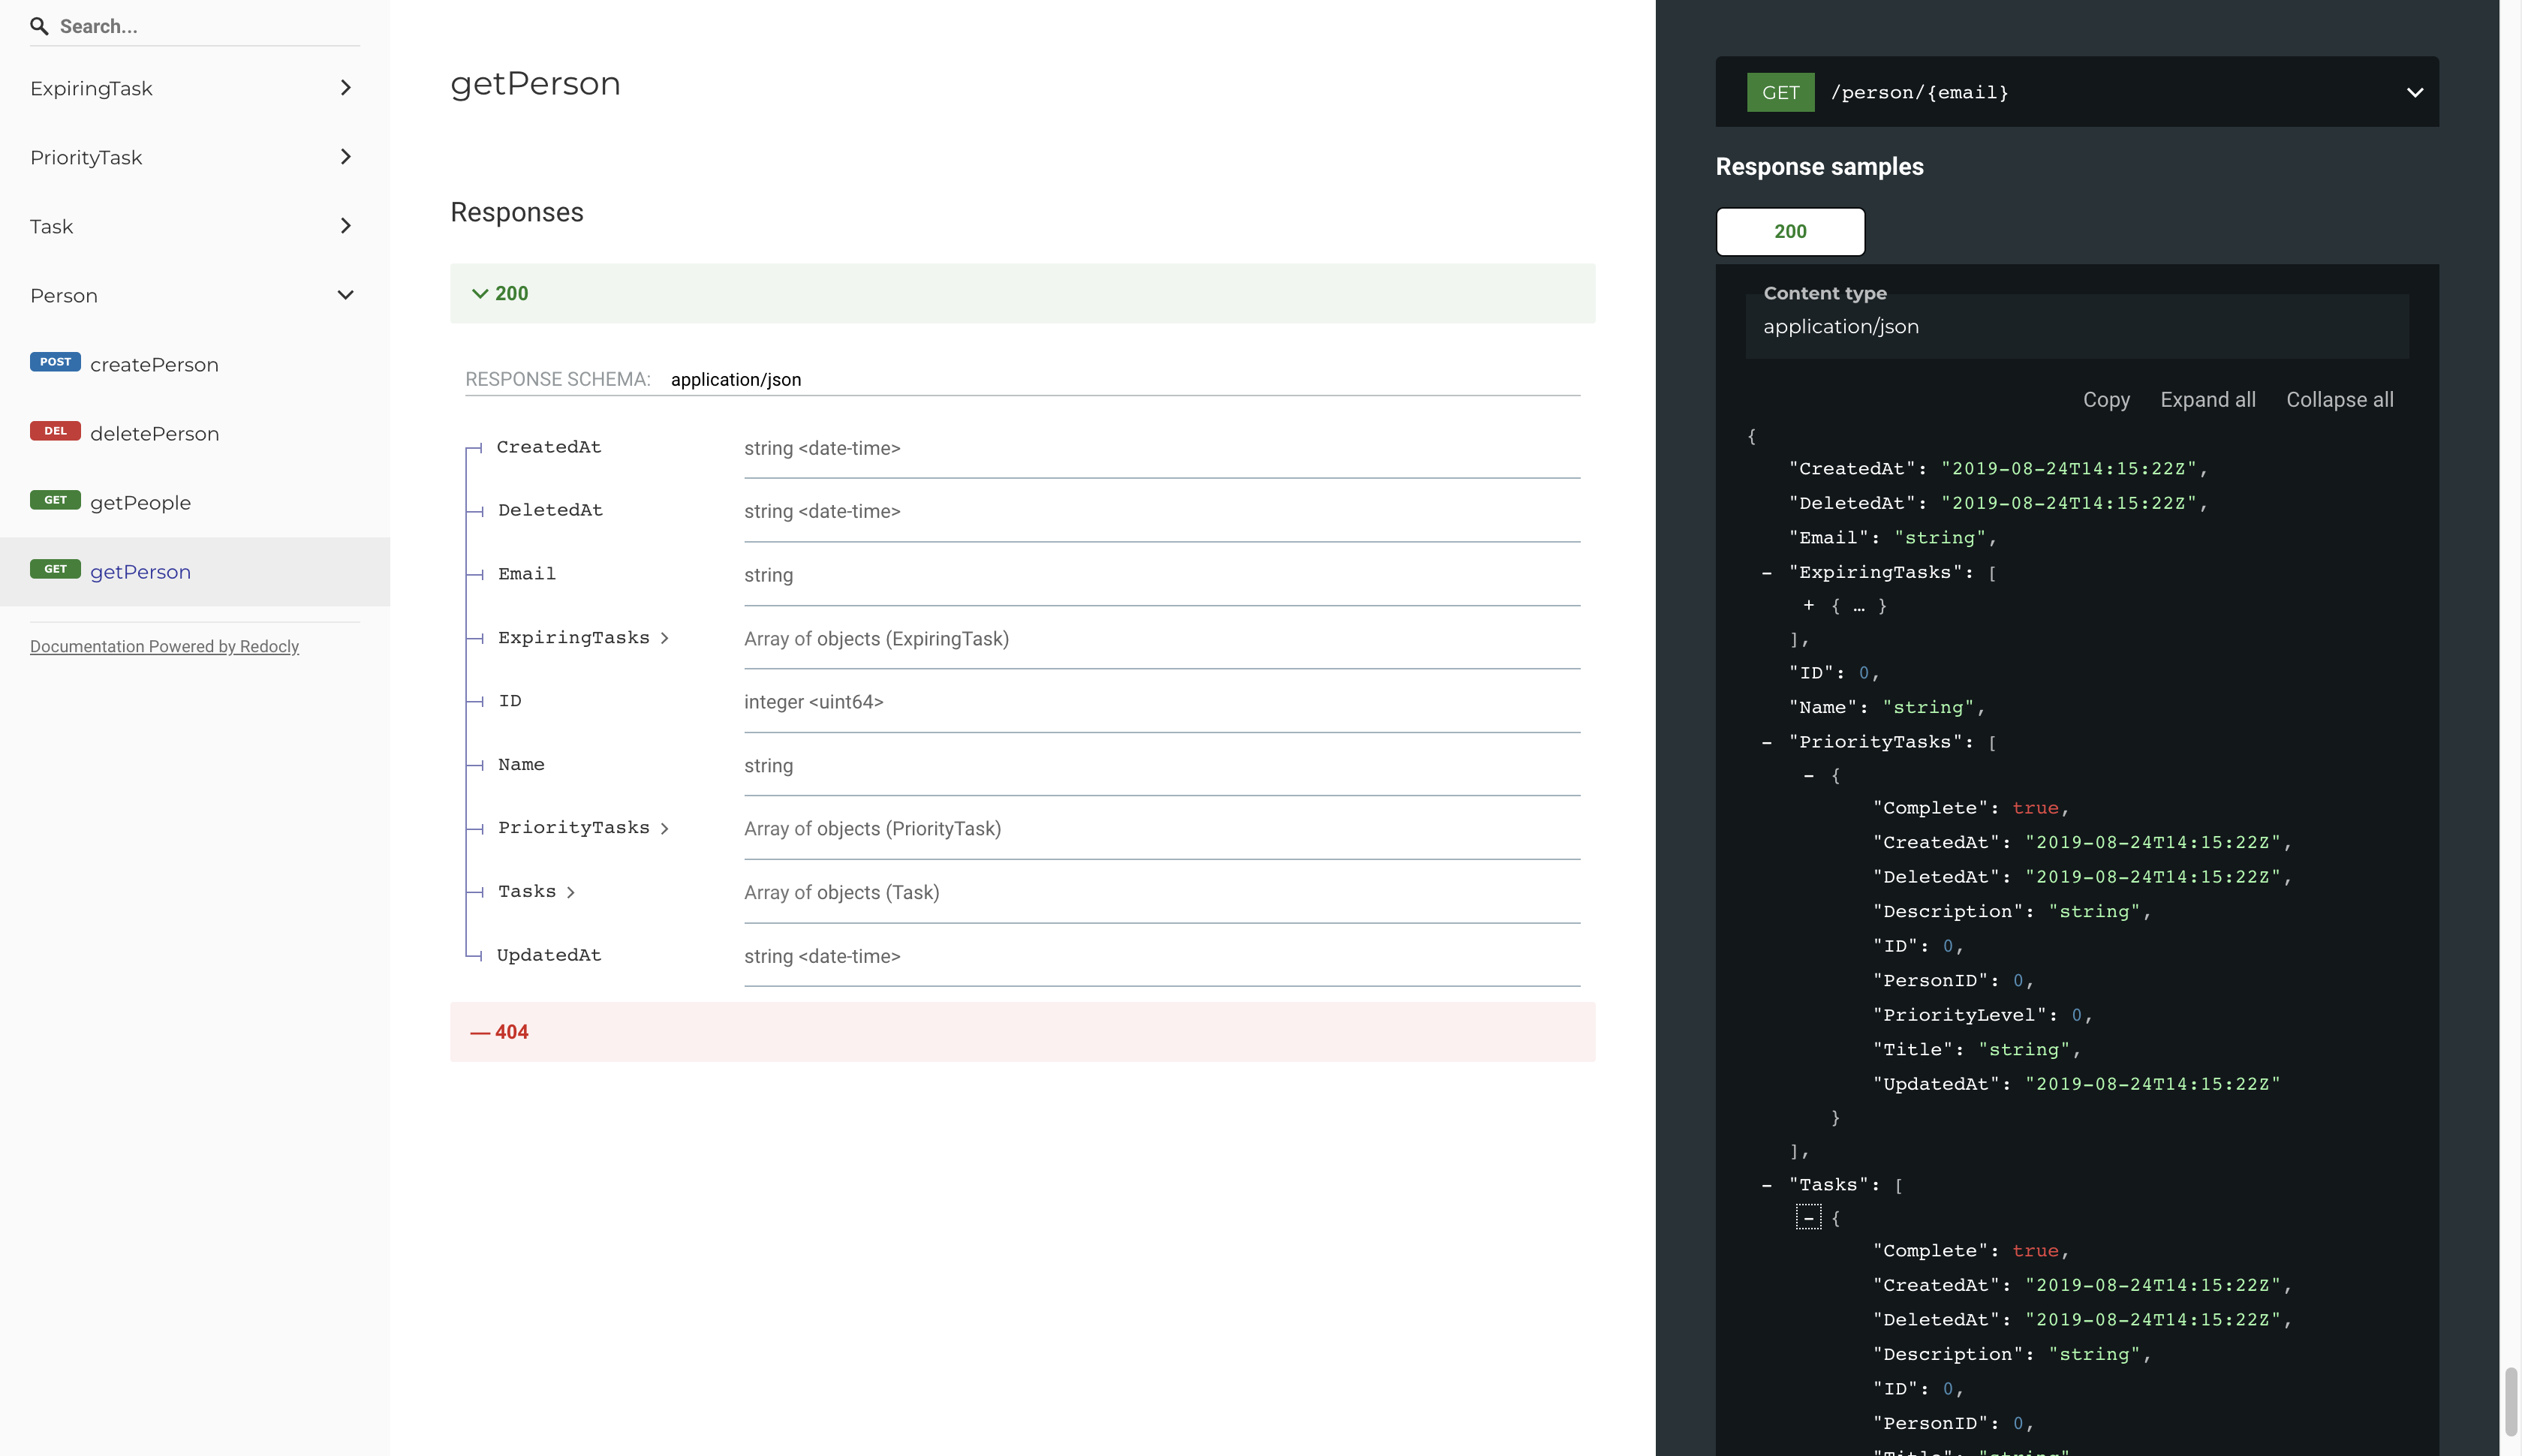 Search...
ExpiringTask
PriorityTask
Task
Person
POST createPerson
DEL deletePerson
GET getPeople
GET getPerson
Documentation Powered by Redocly
getPerson
Responses
200
RESPONSE SCHEMA: application/json
CreatedAt string <date-time>
DeletedAt string <date-time>
Email string
ExpiringTasks > Array of objects (ExpiringTask)
ID integer <uint64>
Name string
PriorityTasks > Array of objects (PriorityTask)
Tasks > Array of objects (Task)
UpdatedAt string <date-time>
— 404
GET /person/{email}
Response samples
200
Content type
application/json
Copy Expand all Collapse all
{
"CreatedAt": "2019-08-24T14:15:22Z",
"DeletedAt": "2019-08-24T14:15:22Z",
"Email": "string",
- "ExpiringTasks": [
+ { … }
],
"ID": 0,
"Name": "string",
- "PriorityTasks": [
- {
"Complete": true,
"CreatedAt": "2019-08-24T14:15:22Z",
"DeletedAt": "2019-08-24T14:15:22Z",
"Description": "string",
"ID": 0,
"PersonID": 0,
"PriorityLevel": 0,
"Title": "string",
"UpdatedAt": "2019-08-24T14:15:22Z"
}
],
- "Tasks": [
- {
"Complete": true,
"CreatedAt": "2019-08-24T14:15:22Z",
"DeletedAt": "2019-08-24T14:15:22Z",
"Description": "string",
"ID": 0,
"PersonID": 0,